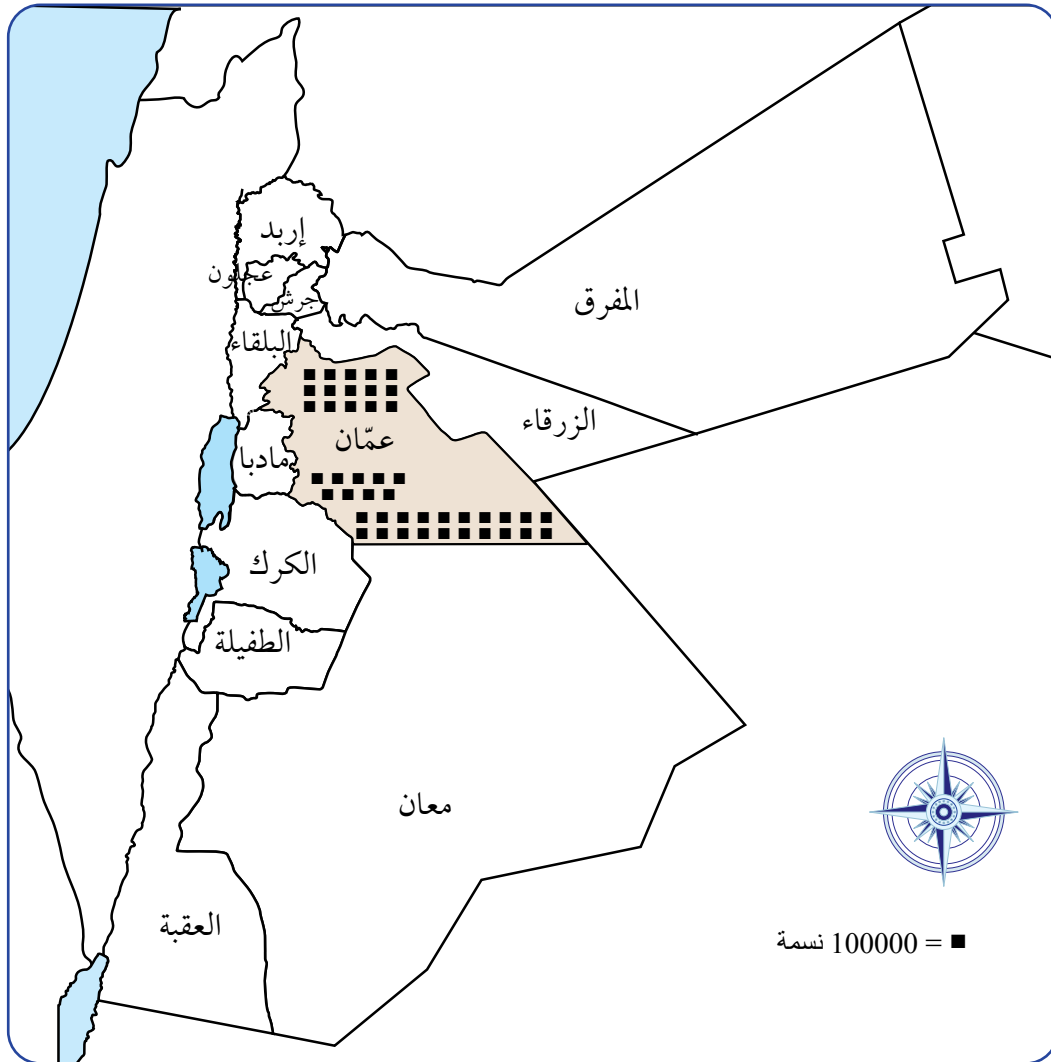 إربد
عجلون
جرش
المفرق
البلقاء
الزرقاء
عمّان
مادبا
الكرك
الطفيلة
معان
العقبة
■ = 100000 نسمة